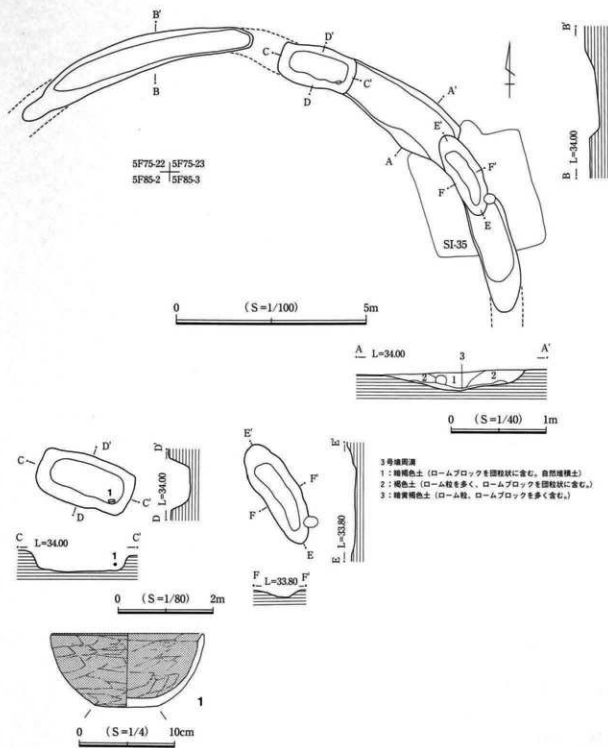 B'
B
C
D'
D
C'
A'
A
E'
F'
F
E
SI-35
5F75-22 5F75-23
5F85-2 5F85-3
B'
L=34.00
B
0 (S=1/100) 5m
A L=34.00 3 A'
2 1 2
0 (S=1/40) 1m
3号墳周溝
1：暗褐色土（ロームブロックを団粒状に含む。自然堆積土）
2：褐色土（ローム粒を多く、ロームブロックを団粒状に含む。）
3：暗黄褐色土（ローム粒、ロームブロックを多く含む。）
C
D'
1
C'
D
D'
L=34.00
D
E'
F'
F
E
E'
L=33.80
E
C L=34.00 1 C'
F L=33.80 F'
0 (S=1/80) 2m
1
0 (S=1/4) 10cm